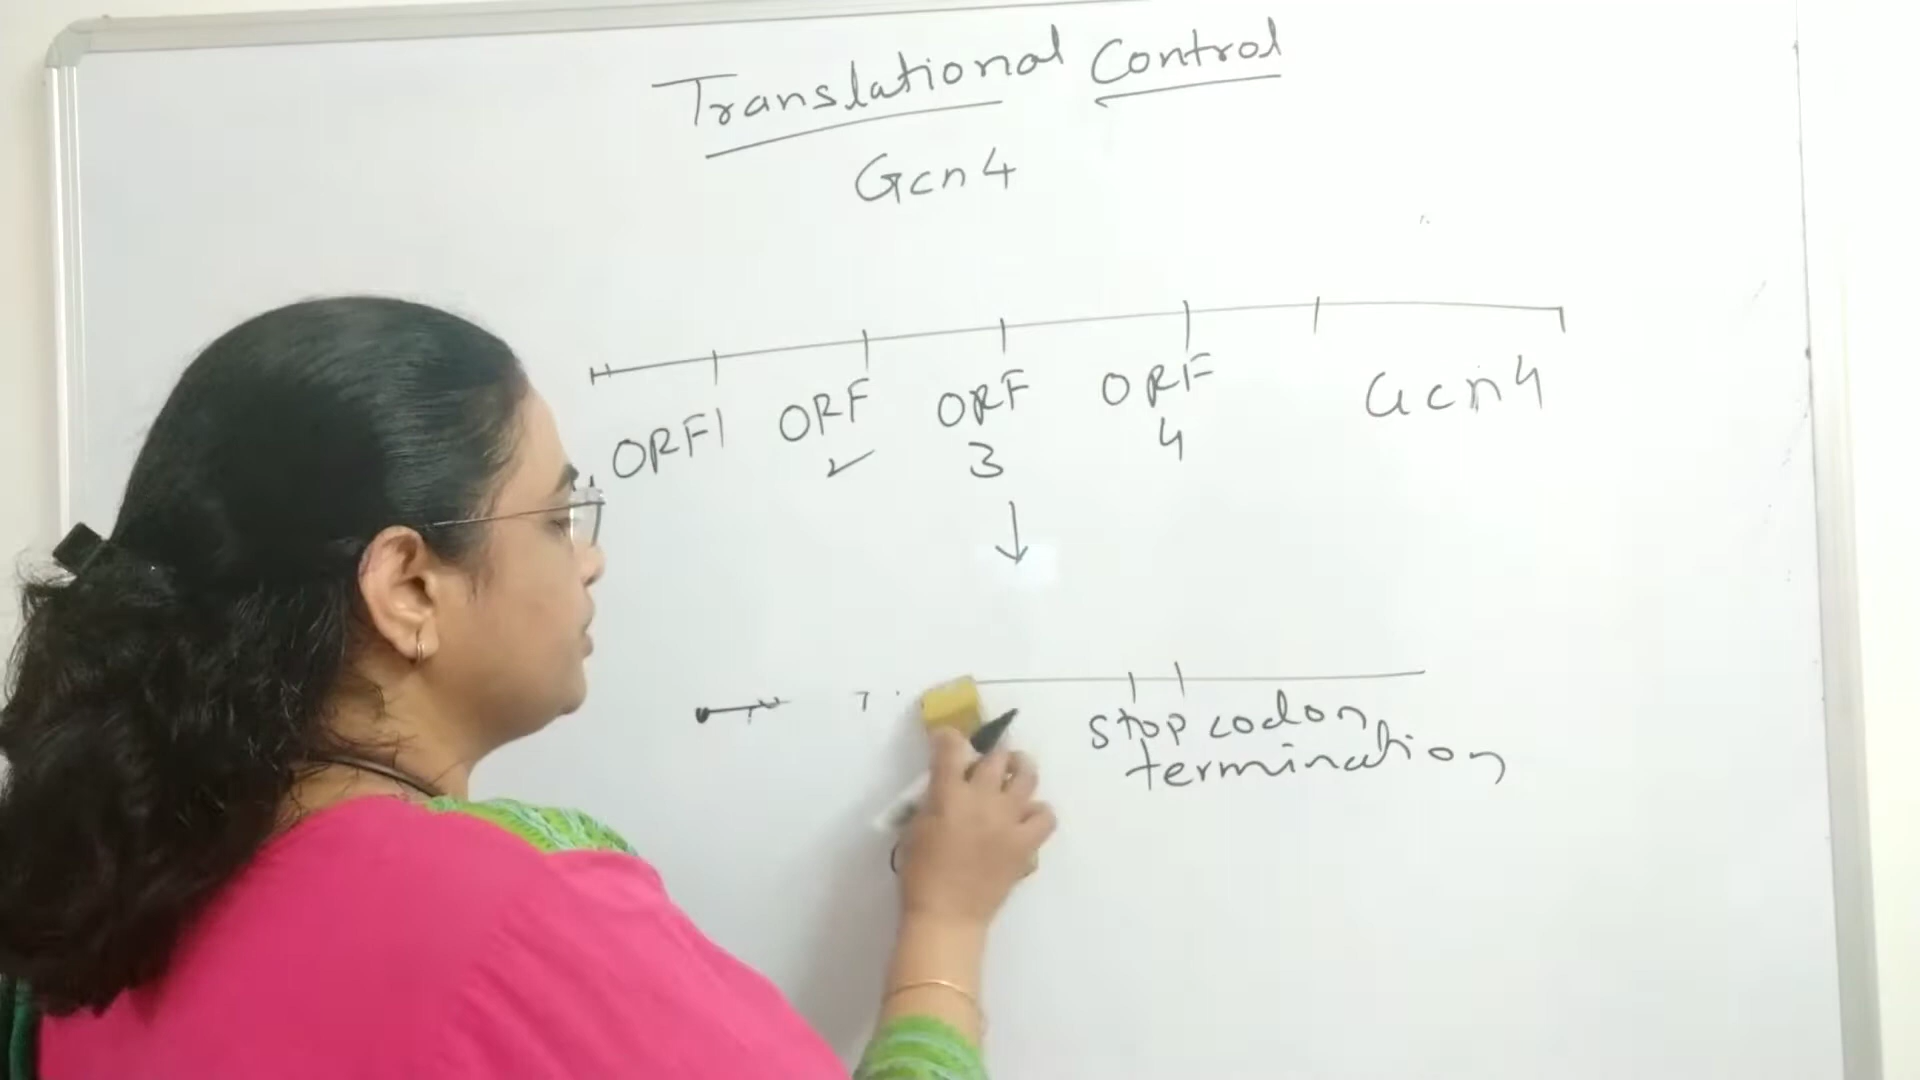 Translational Control
Gcn4
ORF1 ORF ORF ORF Gcn4
2 3 4
stop codon
termination